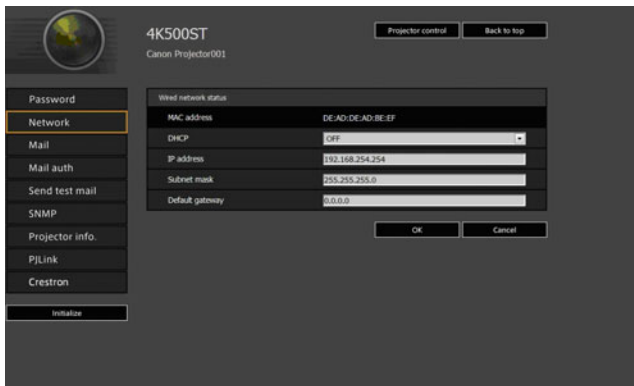 4K500ST
Projector control
Back to top
Canon Projector001
Password
Network
Mail
Mail auth
Send test mail
SNMP
Projector info.
PJLink
Crestron
Initialize
Wired network status
MAC address DE:AD:DE:AD:BE:EF
DHCP OFF
IP address 192.168.254.254
Subnet mask 255.255.255.0
Default gateway 0.0.0.0
OK
Cancel